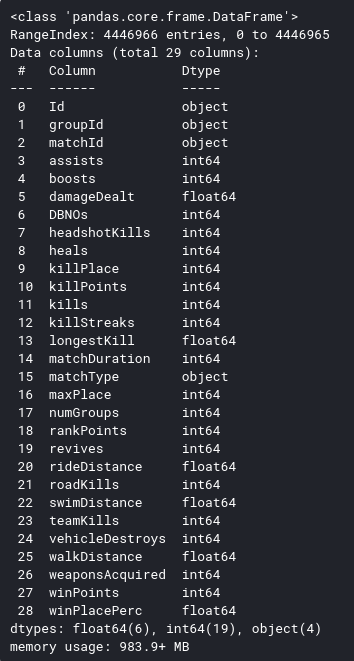 <class 'pandas.core.frame.DataFrame'>
RangeIndex: 4446966 entries, 0 to 4446965
Data columns (total 29 columns):
 #   Column           Dtype
---  ------           -----
 0   Id               object
 1   groupId          object
 2   matchId          object
 3   assists          int64
 4   boosts           int64
 5   damageDealt      float64
 6   DBNOs            int64
 7   headshotKills    int64
 8   heals            int64
 9   killPlace        int64
 10  killPoints       int64
 11  kills            int64
 12  killStreaks      int64
 13  longestKill      float64
 14  matchDuration    int64
 15  matchType        object
 16  maxPlace         int64
 17  numGroups        int64
 18  rankPoints       int64
 19  revives          int64
 20  rideDistance     float64
 21  roadKills        int64
 22  swimDistance     float64
 23  teamKills        int64
 24  vehicleDestroys  int64
 25  walkDistance     float64
 26  weaponsAcquired  int64
 27  winPoints        int64
 28  winPlacePerc     float64
dtypes: float64(6), int64(19), object(4)
memory usage: 983.9+ MB